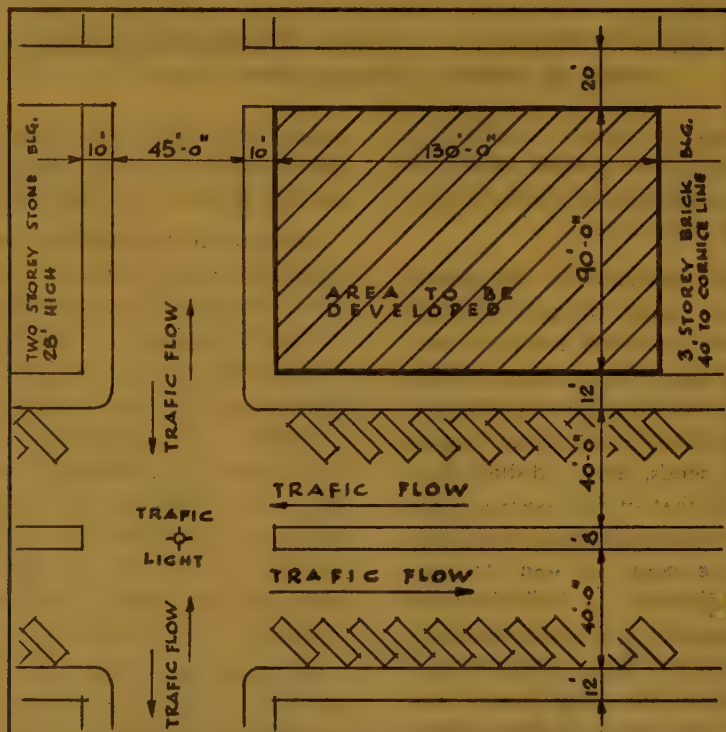 20'
10'
45'-0"
10'
130'-0"
TWO STOREY STONE BLG.
28' HIGH
3 STOREY BRICK BLG.
40' TO CORNICE LINE
90'-0"
AREA TO BE
DEVELOPED
TRAFIC FLOW
12'
40'-0"
TRAFIC FLOW
TRAFIC
LIGHT
8'
TRAFIC FLOW
40'-0"
TRAFIC FLOW
12'